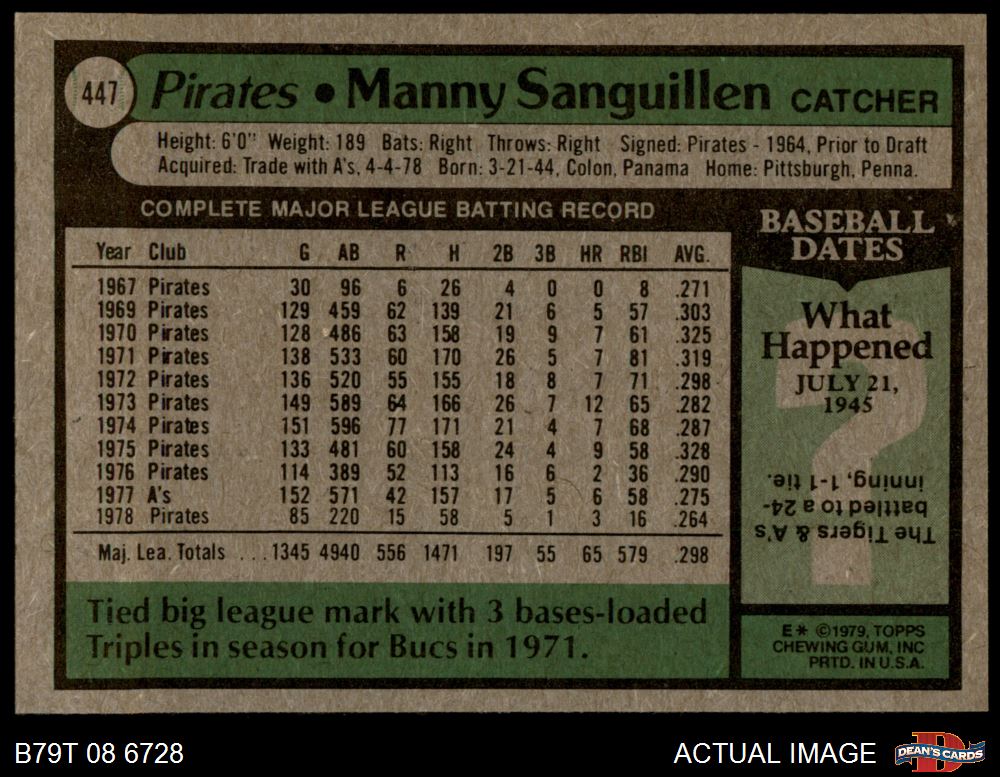 447 Pirates • Manny Sanguillen CATCHER
Height: 6'0" Weight: 189 Bats: Right Throws: Right Signed: Pirates - 1964, Prior to Draft
Acquired: Trade with A's, 4-4-78 Born: 3-21-44, Colon, Panama Home: Pittsburgh, Penna.
COMPLETE MAJOR LEAGUE BATTING RECORD
Year Club G AB R H 2B 3B HR RBI AVG.
1967 Pirates 30 96 6 26 4 0 0 8 .271
1969 Pirates 129 459 62 139 21 6 5 57 .303
1970 Pirates 128 486 63 158 19 9 7 61 .325
1971 Pirates 138 533 60 170 26 5 7 81 .319
1972 Pirates 136 520 55 155 18 8 7 71 .298
1973 Pirates 149 589 64 166 26 7 12 65 .282
1974 Pirates 151 596 77 171 21 4 7 68 .287
1975 Pirates 133 481 60 158 24 4 9 58 .328
1976 Pirates 114 389 52 113 16 6 2 36 .290
1977 A's 152 571 42 157 17 5 6 58 .275
1978 Pirates 85 220 15 58 5 1 3 16 .264
Maj. Lea. Totals ...1345 4940 556 1471 197 55 65 579 .298
Tied big league mark with 3 bases-loaded
Triples in season for Bucs in 1971.
BASEBALL
DATES
What
Happened
JULY 21,
1945
?
The Tigers & A's
battled to a 24-
inning, 1-1 tie.
E* ©1979, TOPPS
CHEWING GUM, INC
PRTD. IN U.S.A.
B79T 08 6728
ACTUAL IMAGE
D
DEAN'S CARDS